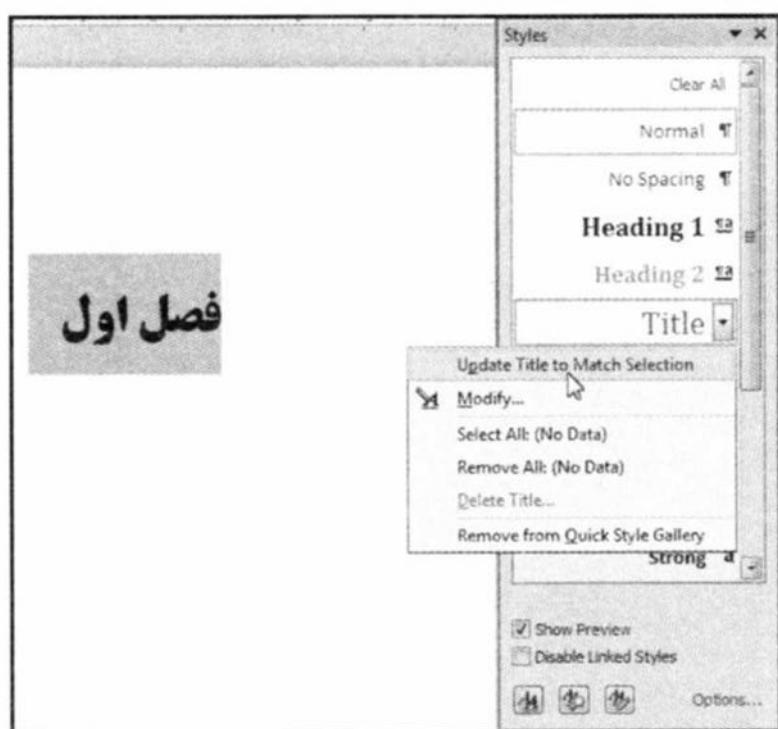 Styles
Clear All
Normal
No Spacing
Heading 1
Heading 2
Title
فصل اول
Update Title to Match Selection
Modify...
Select All: (No Data)
Remove All: (No Data)
Delete Title...
Remove from Quick Style Gallery
Strong a
Show Preview
Disable Linked Styles
Options...